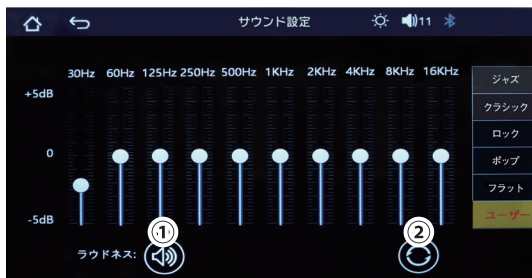 サウンド設定 11
30Hz 60Hz 125Hz 250Hz 500Hz 1KHz 2KHz 4KHz 8KHz 16KHz
+5dB
0
-5dB
ジャズ
クラシック
ロック
ポップ
フラット
ユーザー
① ②
ラウドネス: